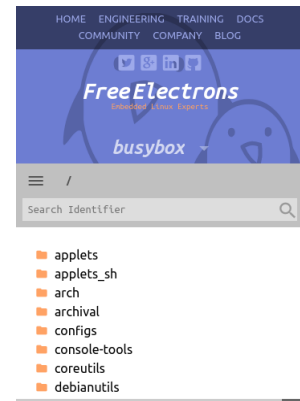 HOME ENGINEERING TRAINING DOCS
COMMUNITY COMPANY BLOG
FreeElectrons
Embedded Linux Experts
busybox
/
Search Identifier
applets
applets_sh
arch
archival
configs
console-tools
coreutils
debianutils